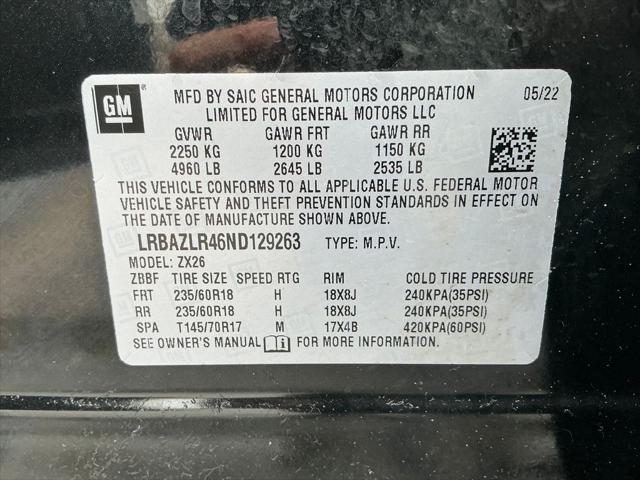 GM
MFD BY SAIC GENERAL MOTORS CORPORATION 05/22
LIMITED FOR GENERAL MOTORS LLC
GVWR GAWR FRT GAWR RR
2250 KG 1200 KG 1150 KG
4960 LB 2645 LB 2535 LB
THIS VEHICLE CONFORMS TO ALL APPLICABLE U.S. FEDERAL MOTOR
VEHICLE SAFETY AND THEFT PREVENTION STANDARDS IN EFFECT ON
THE DATE OF MANUFACTURE SHOWN ABOVE.
LRBAZLR46ND129263 TYPE: M.P.V.
MODEL: ZX26
ZBBF TIRE SIZE SPEED RTG RIM COLD TIRE PRESSURE
FRT 235/60R18 H 18X8J 240KPA(35PSI)
RR 235/60R18 H 18X8J 240KPA(35PSI)
SPA T145/70R17 M 17X4B 420KPA(60PSI)
SEE OWNER'S MANUAL FOR MORE INFORMATION.